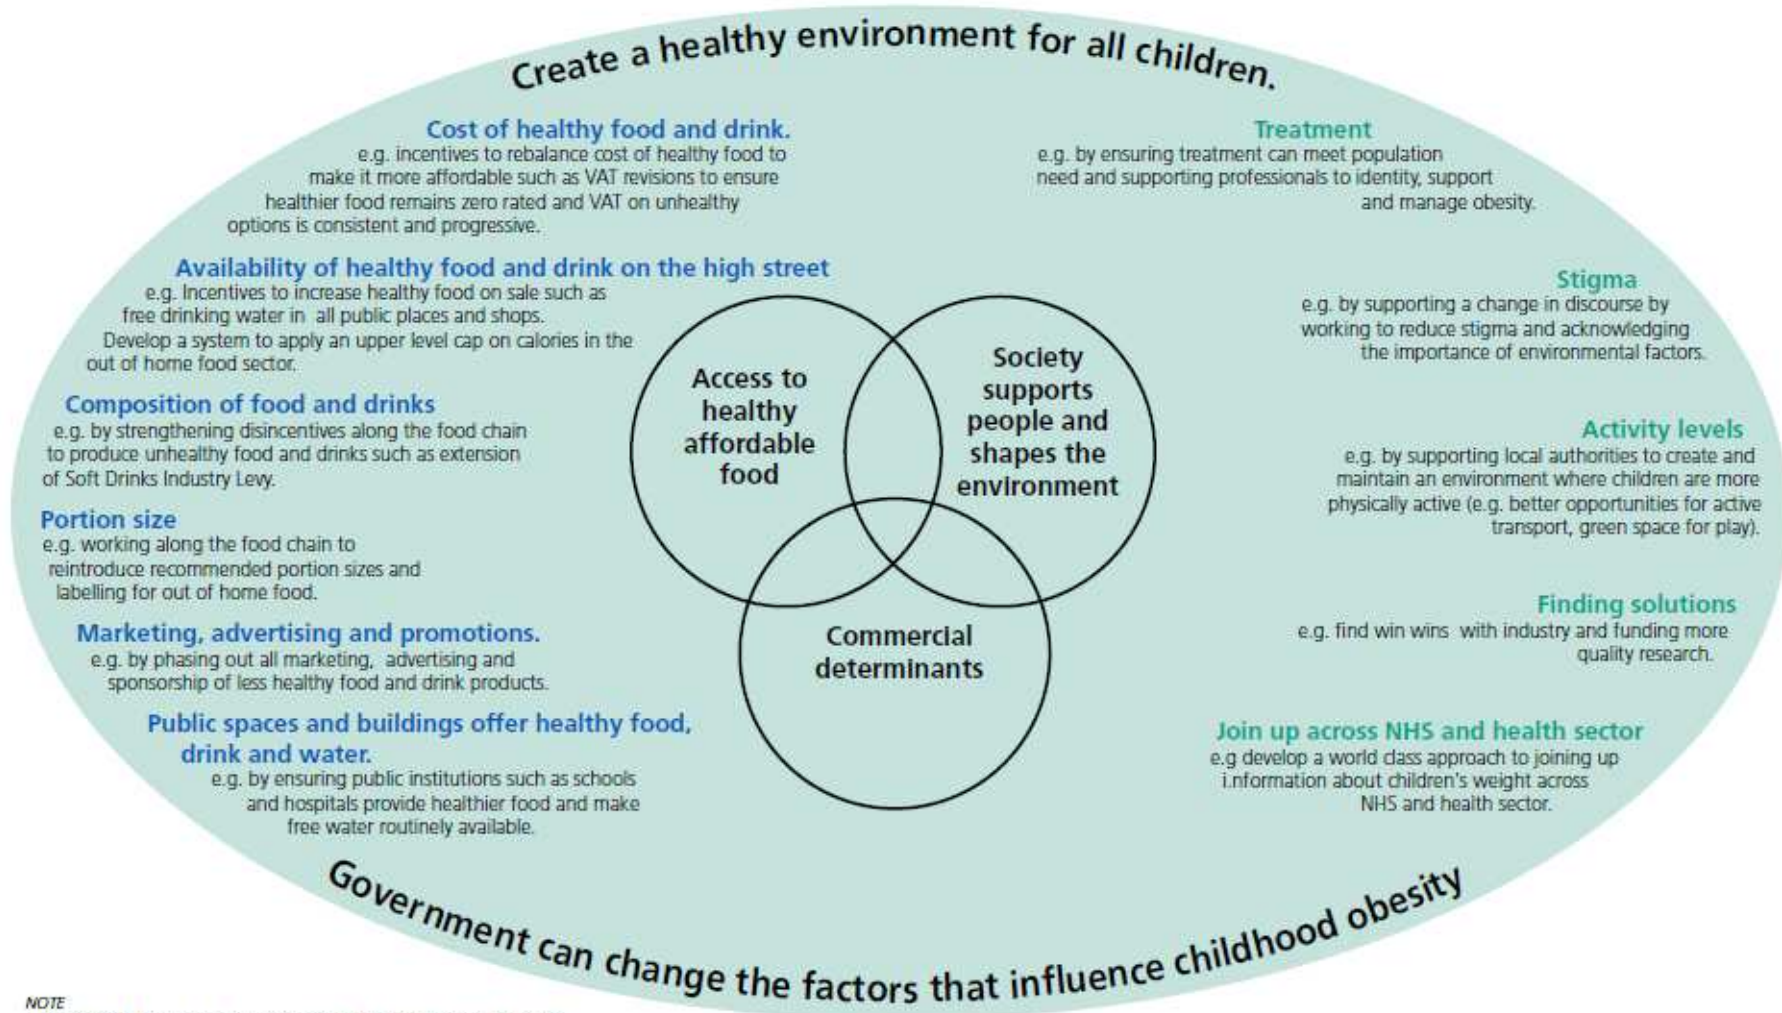 Create a healthy environment for all children.
Cost of healthy food and drink.
e.g. incentives to rebalance cost of healthy food to
make it more affordable such as VAT revisions to ensure
healthier food remains zero rated and VAT on unhealthy
options is consistent and progressive.
Availability of healthy food and drink on the high street
e.g. Incentives to increase healthy food on sale such as
free drinking water in all public places and shops.
Develop a system to apply an upper level cap on calories in the
out of home food sector.
Composition of food and drinks
e.g. by strengthening disincentives along the food chain
to produce unhealthy food and drinks such as extension
of Soft Drinks Industry Levy.
Portion size
e.g. working along the food chain to
reintroduce recommended portion sizes and
labelling for out of home food.
Marketing, advertising and promotions.
e.g. by phasing out all marketing, advertising and
sponsorship of less healthy food and drink products.
Public spaces and buildings offer healthy food,
drink and water.
e.g. by ensuring public institutions such as schools
and hospitals provide healthier food and make
free water routinely available.
Access to
healthy
affordable
food
Society
supports
people and
shapes the
environment
Commercial
determinants
Treatment
e.g. by ensuring treatment can meet population
need and supporting professionals to identity, support
and manage obesity.
Stigma
e.g. by supporting a change in discourse by
working to reduce stigma and acknowledging
the importance of environmental factors.
Activity levels
e.g. by supporting local authorities to create and
maintain an environment where children are more
physically active (e.g. better opportunities for active
transport, green space for play).
Finding solutions
e.g. find win wins with industry and funding more
quality research.
Join up across NHS and health sector
e.g develop a world class approach to joining up
i.nformation about children's weight across
NHS and health sector.
Government can change the factors that influence childhood obesity
NOTE